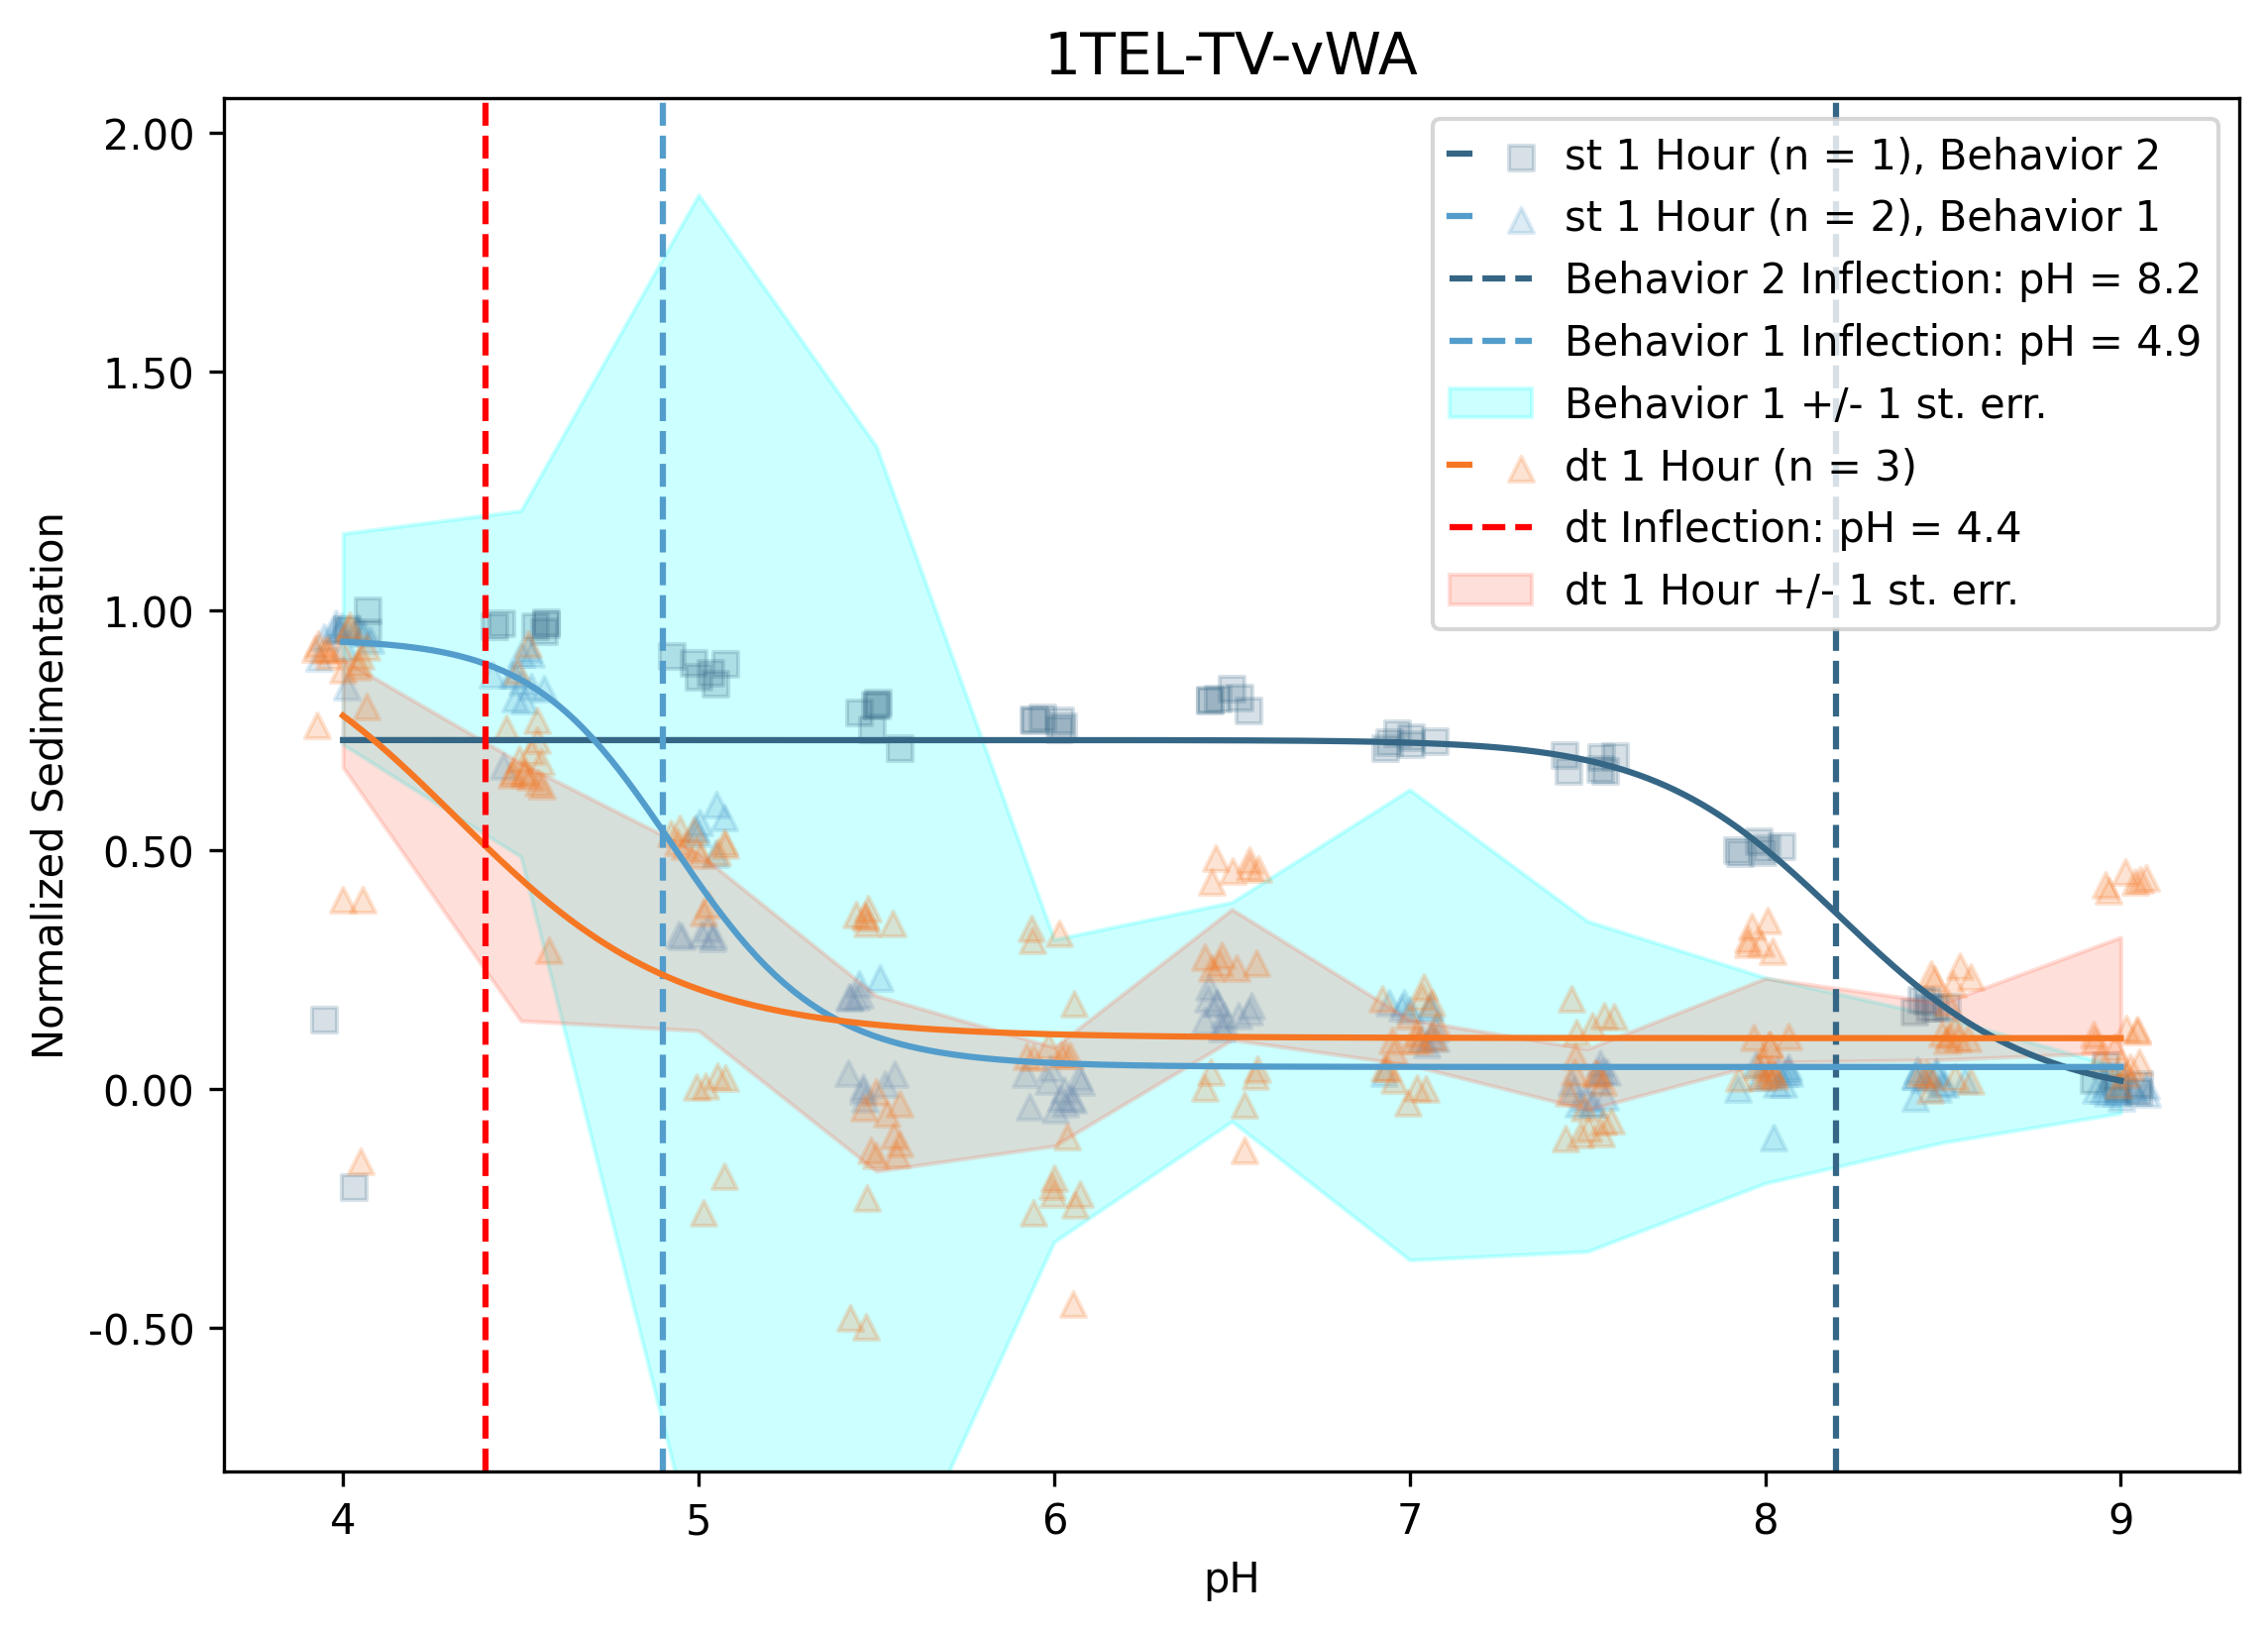 1TEL-TV-vWA
2.00
1.50
1.00
0.50
0.00
-0.50
Normalized Sedimentation
st 1 Hour (n = 1), Behavior 2
st 1 Hour (n = 2), Behavior 1
Behavior 2 Inflection: pH = 8.2
Behavior 1 Inflection: pH = 4.9
Behavior 1 +/- 1 st. err.
dt 1 Hour (n = 3)
dt Inflection: pH = 4.4
dt 1 Hour +/- 1 st. err.
4 5 6 7 8 9
pH